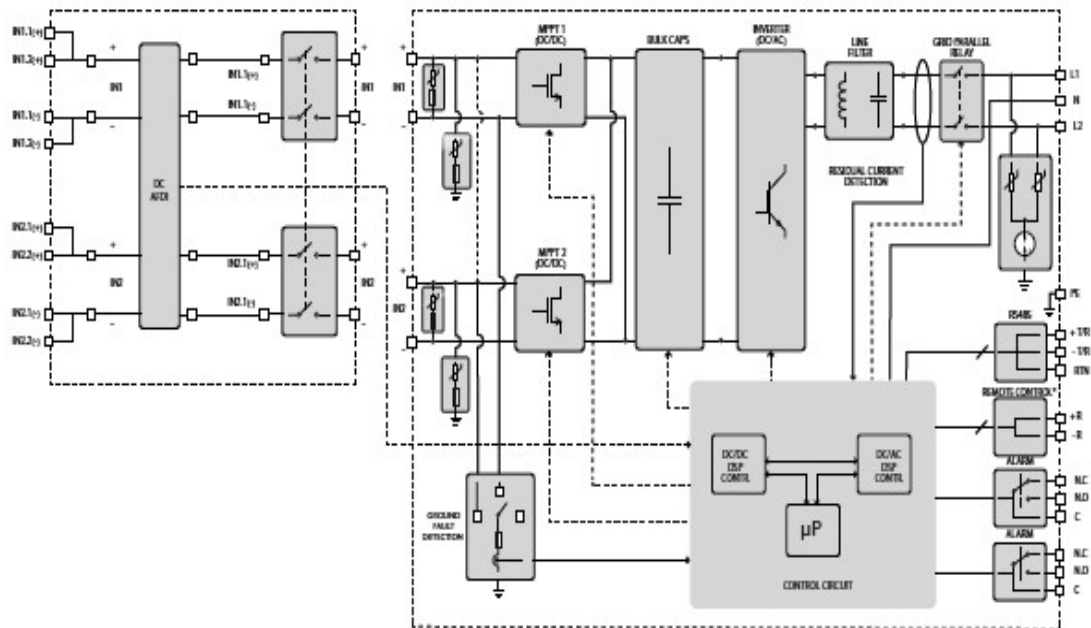 IN1.1(+)
IN1.2(+)
+
IN1
IN1.1(-)
-
IN1.2(-)
DC
AFDI
IN1.1(+)
IN1.1(-)
+
IN1
-
IN2.1(+)
IN2.2(+)
+
IN2
IN2.1(-)
-
IN2.2(-)
IN2.1(+)
IN2.1(-)
+
IN2
-
+
IN1
-
MPPT 1
(DC/DC)
BULK CAPS
INVERTER
(DC/AC)
LINE
FILTER
GRID PARALLEL
RELAY
L1
N
L2
RESIDUAL CURRENT
DETECTION
+
IN2
-
MPPT 2
(DC/DC)
PE
RS485
+T/R
-T/R
RTN
REMOTE CONTROL*
+R
-R
ALARM
N.C
N.O
C
ALARM
N.C
N.O
C
GROUND
FAULT
DETECTION
DC/DC
DSP
CONTR.
DC/AC
DSP
CONTR.
µP
CONTROL CIRCUIT